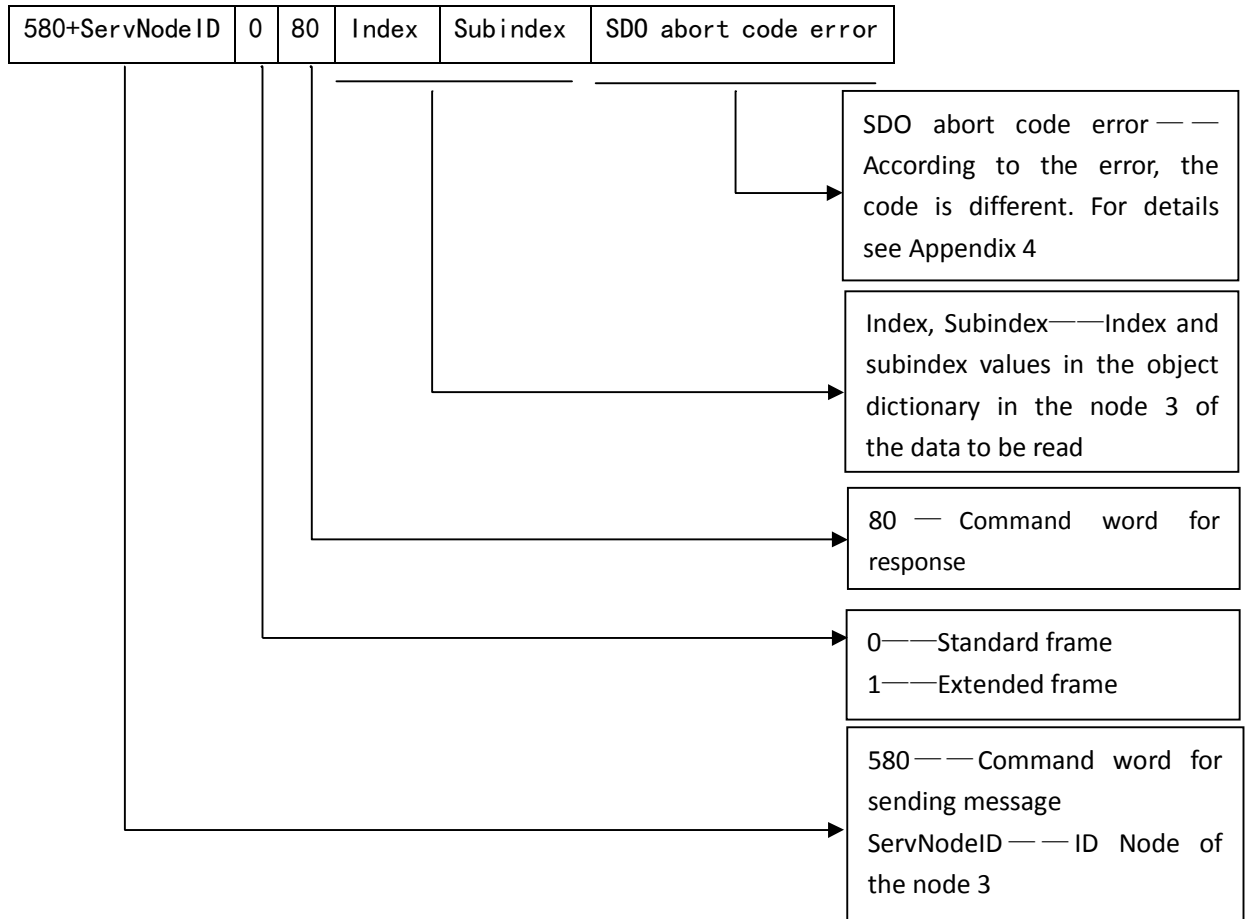 580+ServNodeID 0 80 Index Subindex SDO abort code error
SDO abort code error——
According to the error, the
code is different. For details
see Appendix 4
Index, Subindex——Index and
subindex values in the object
dictionary in the node 3 of
the data to be read
80 — Command word for
response
0——Standard frame
1——Extended frame
580——Command word for
sending message
ServNodeID——ID Node of
the node 3